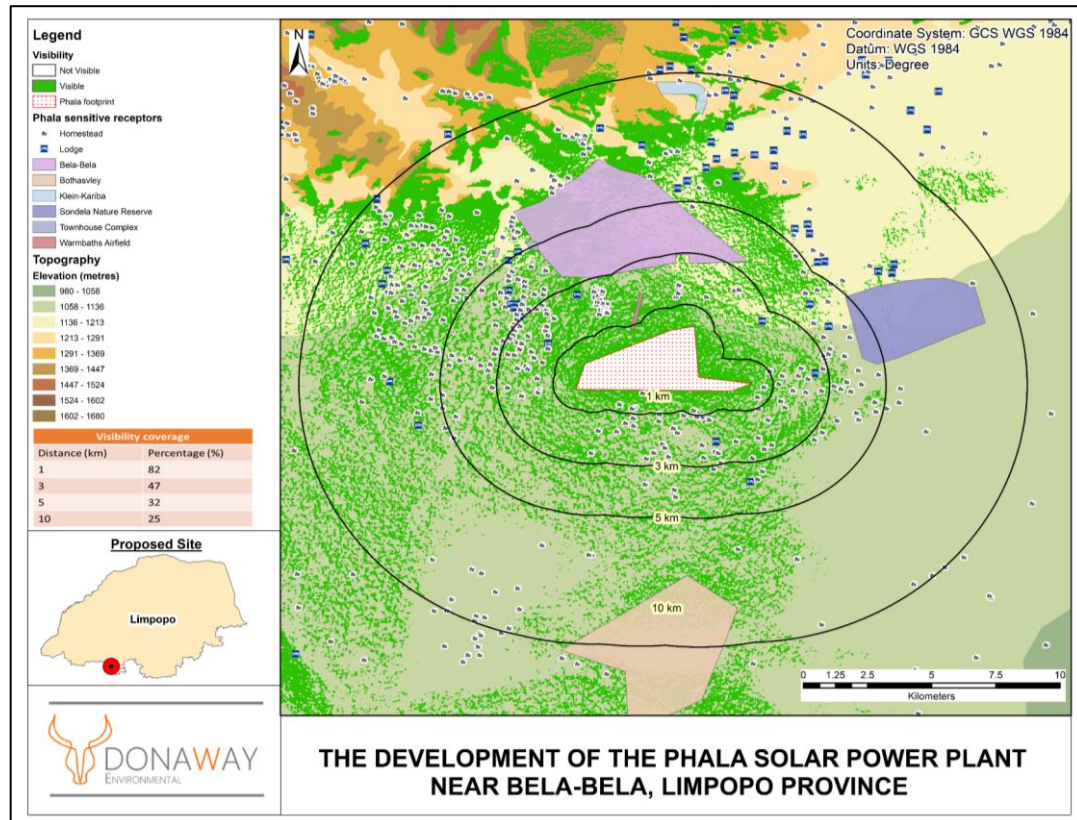 Legend
Visibility
Not Visible
Visible
Phala footprint
Phala sensitive receptors
Homestead
Lodge
Bela-Bela
Bothasvley
Klein-Kariba
Sondela Nature Reserve
Townhouse Complex
Warmbaths Airfield
Topography
Elevation (metres)
980 - 1058
1058 - 1136
1136 - 1213
1213 - 1291
1291 - 1369
1369 - 1447
1447 - 1524
1524 - 1602
1602 - 1680
Visibility coverage
Distance (km) Percentage (%)
1 82
3 47
5 32
10 25
Proposed Site
Limpopo
DONAWAY
ENVIRONMENTAL
N
Coordinate System: GCS WGS 1984
Datum: WGS 1984
Units: Degree
1 km
3 km
5 km
10 km
0 1.25 2.5 5 7.5 10
Kilometers
THE DEVELOPMENT OF THE PHALA SOLAR POWER PLANT
NEAR BELA-BELA, LIMPOPO PROVINCE